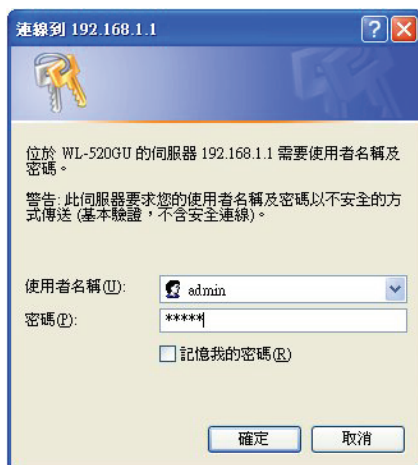 連線到 192.168.1.1
位於 WL-520GU 的伺服器 192.168.1.1 需要使用者名稱及
密碼。
警告: 此伺服器要求您的使用者名稱及密碼以不安全的方
式傳送 (基本驗證，不含安全連線)。
使用者名稱(U): admin
密碼(P): *****
記憶我的密碼(R)
確定 取消